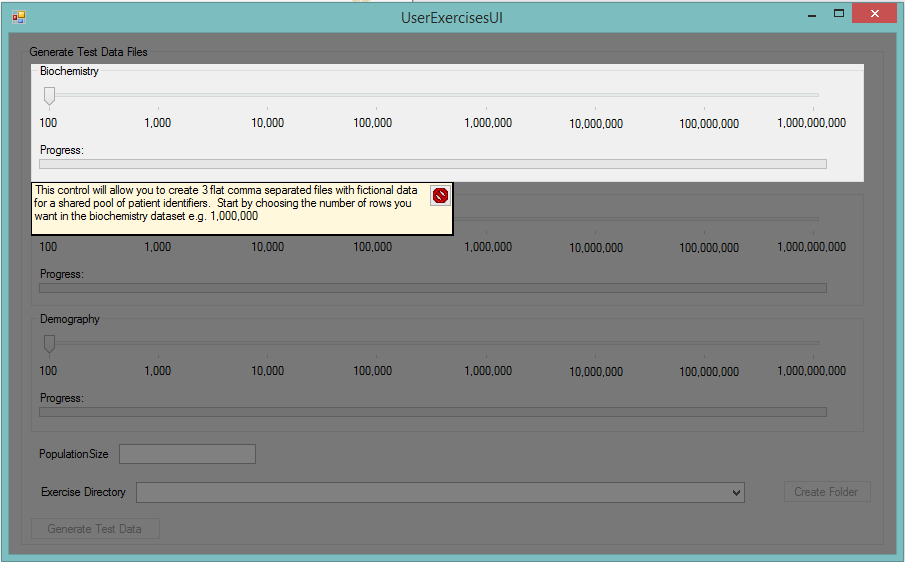 UserExercisesUI
Generate Test Data Files
Biochemistry
100 1,000 10,000 100,000 1,000,000 10,000,000 100,000,000 1,000,000,000
Progress:
This control will allow you to create 3 flat comma separated files with fictional data
for a shared pool of patient identifiers. Start by choosing the number of rows you
want in the biochemistry dataset e.g. 1,000,000
100 1,000 10,000 100,000 1,000,000 10,000,000 100,000,000 1,000,000,000
Progress:
Demography
100 1,000 10,000 100,000 1,000,000 10,000,000 100,000,000 1,000,000,000
Progress:
PopulationSize
Exercise Directory
Create Folder
Generate Test Data